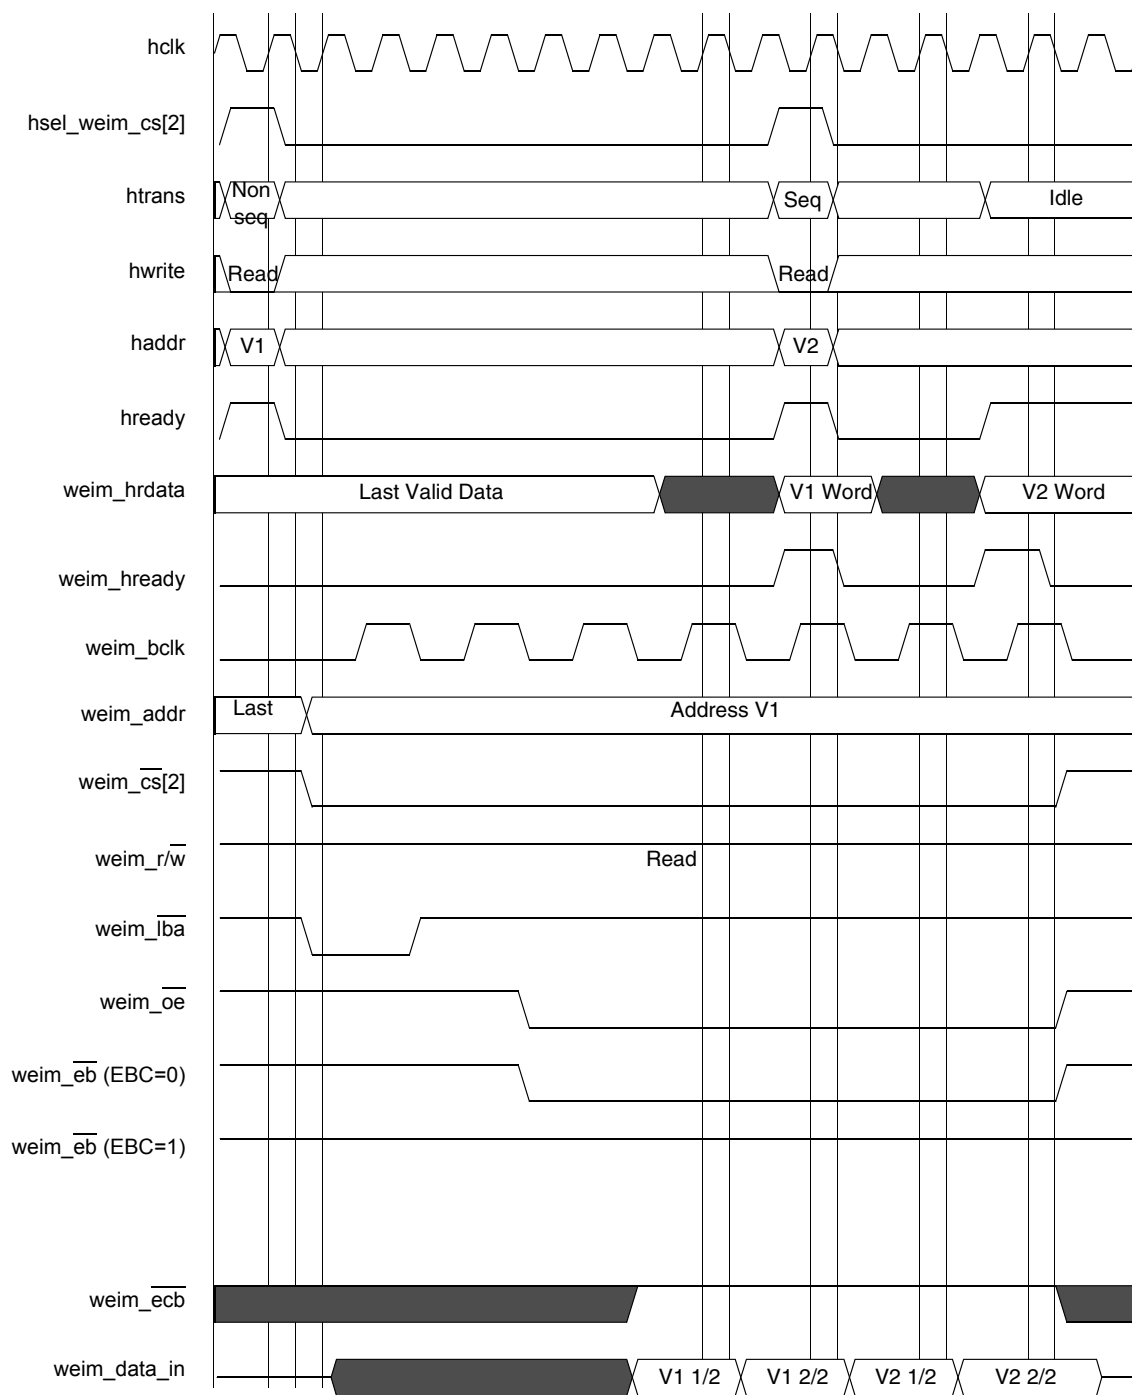 hclk
hsel_weim_cs[2]
htrans Non seq Seq Idle
hwrite Read Read
haddr V1 V2
hready
weim_hrdata Last Valid Data V1 Word V2 Word
weim_hready
weim_bclk
weim_addr Last Address V1
weim_cs[2]
weim_r/w Read
weim_lba
weim_oe
weim_eb (EBC=0)
weim_eb (EBC=1)
weim_ecb
weim_data_in V1 1/2 V1 2/2 V2 1/2 V2 2/2